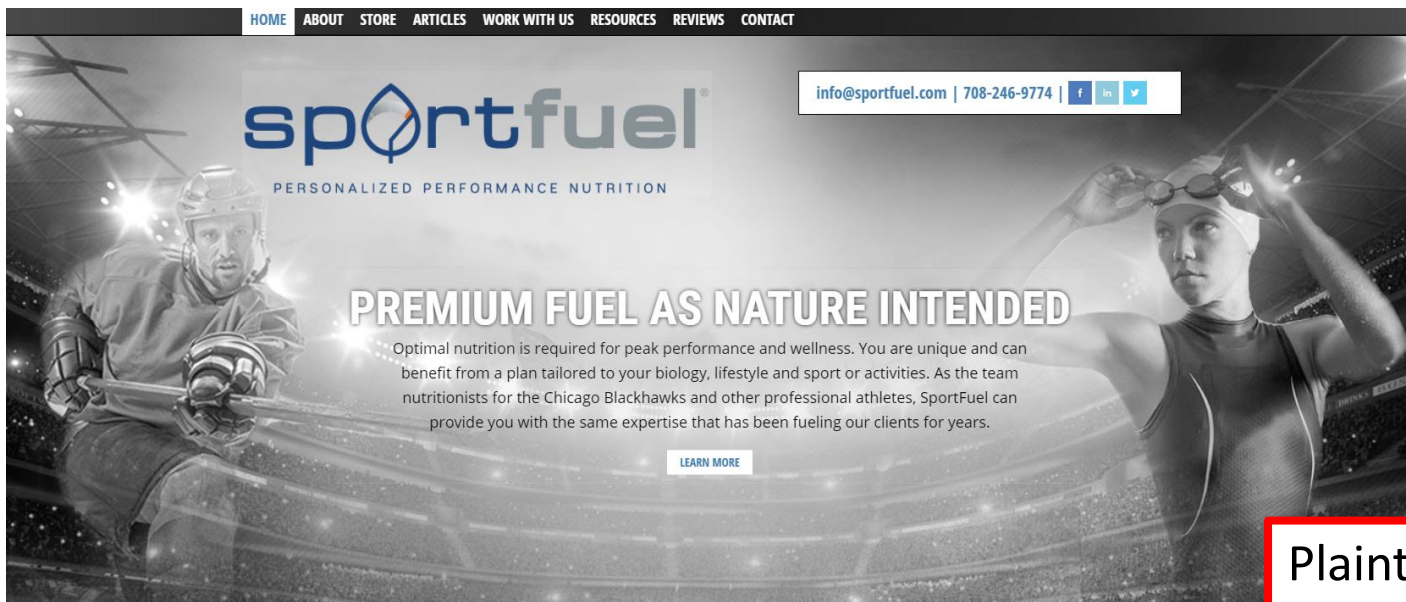 HOME ABOUT STORE ARTICLES WORK WITH US RESOURCES REVIEWS CONTACT
info@sportfuel.com | 708-246-9774 | f in
sportfuel®
PERSONALIZED PERFORMANCE NUTRITION
PREMIUM FUEL AS NATURE INTENDED
Optimal nutrition is required for peak performance and wellness. You are unique and can
benefit from a plan tailored to your biology, lifestyle and sport or activities. As the team
nutritionists for the Chicago Blackhawks and other professional athletes, SportFuel can
provide you with the same expertise that has been fueling our clients for years.
LEARN MORE
DRINKS
Plaint